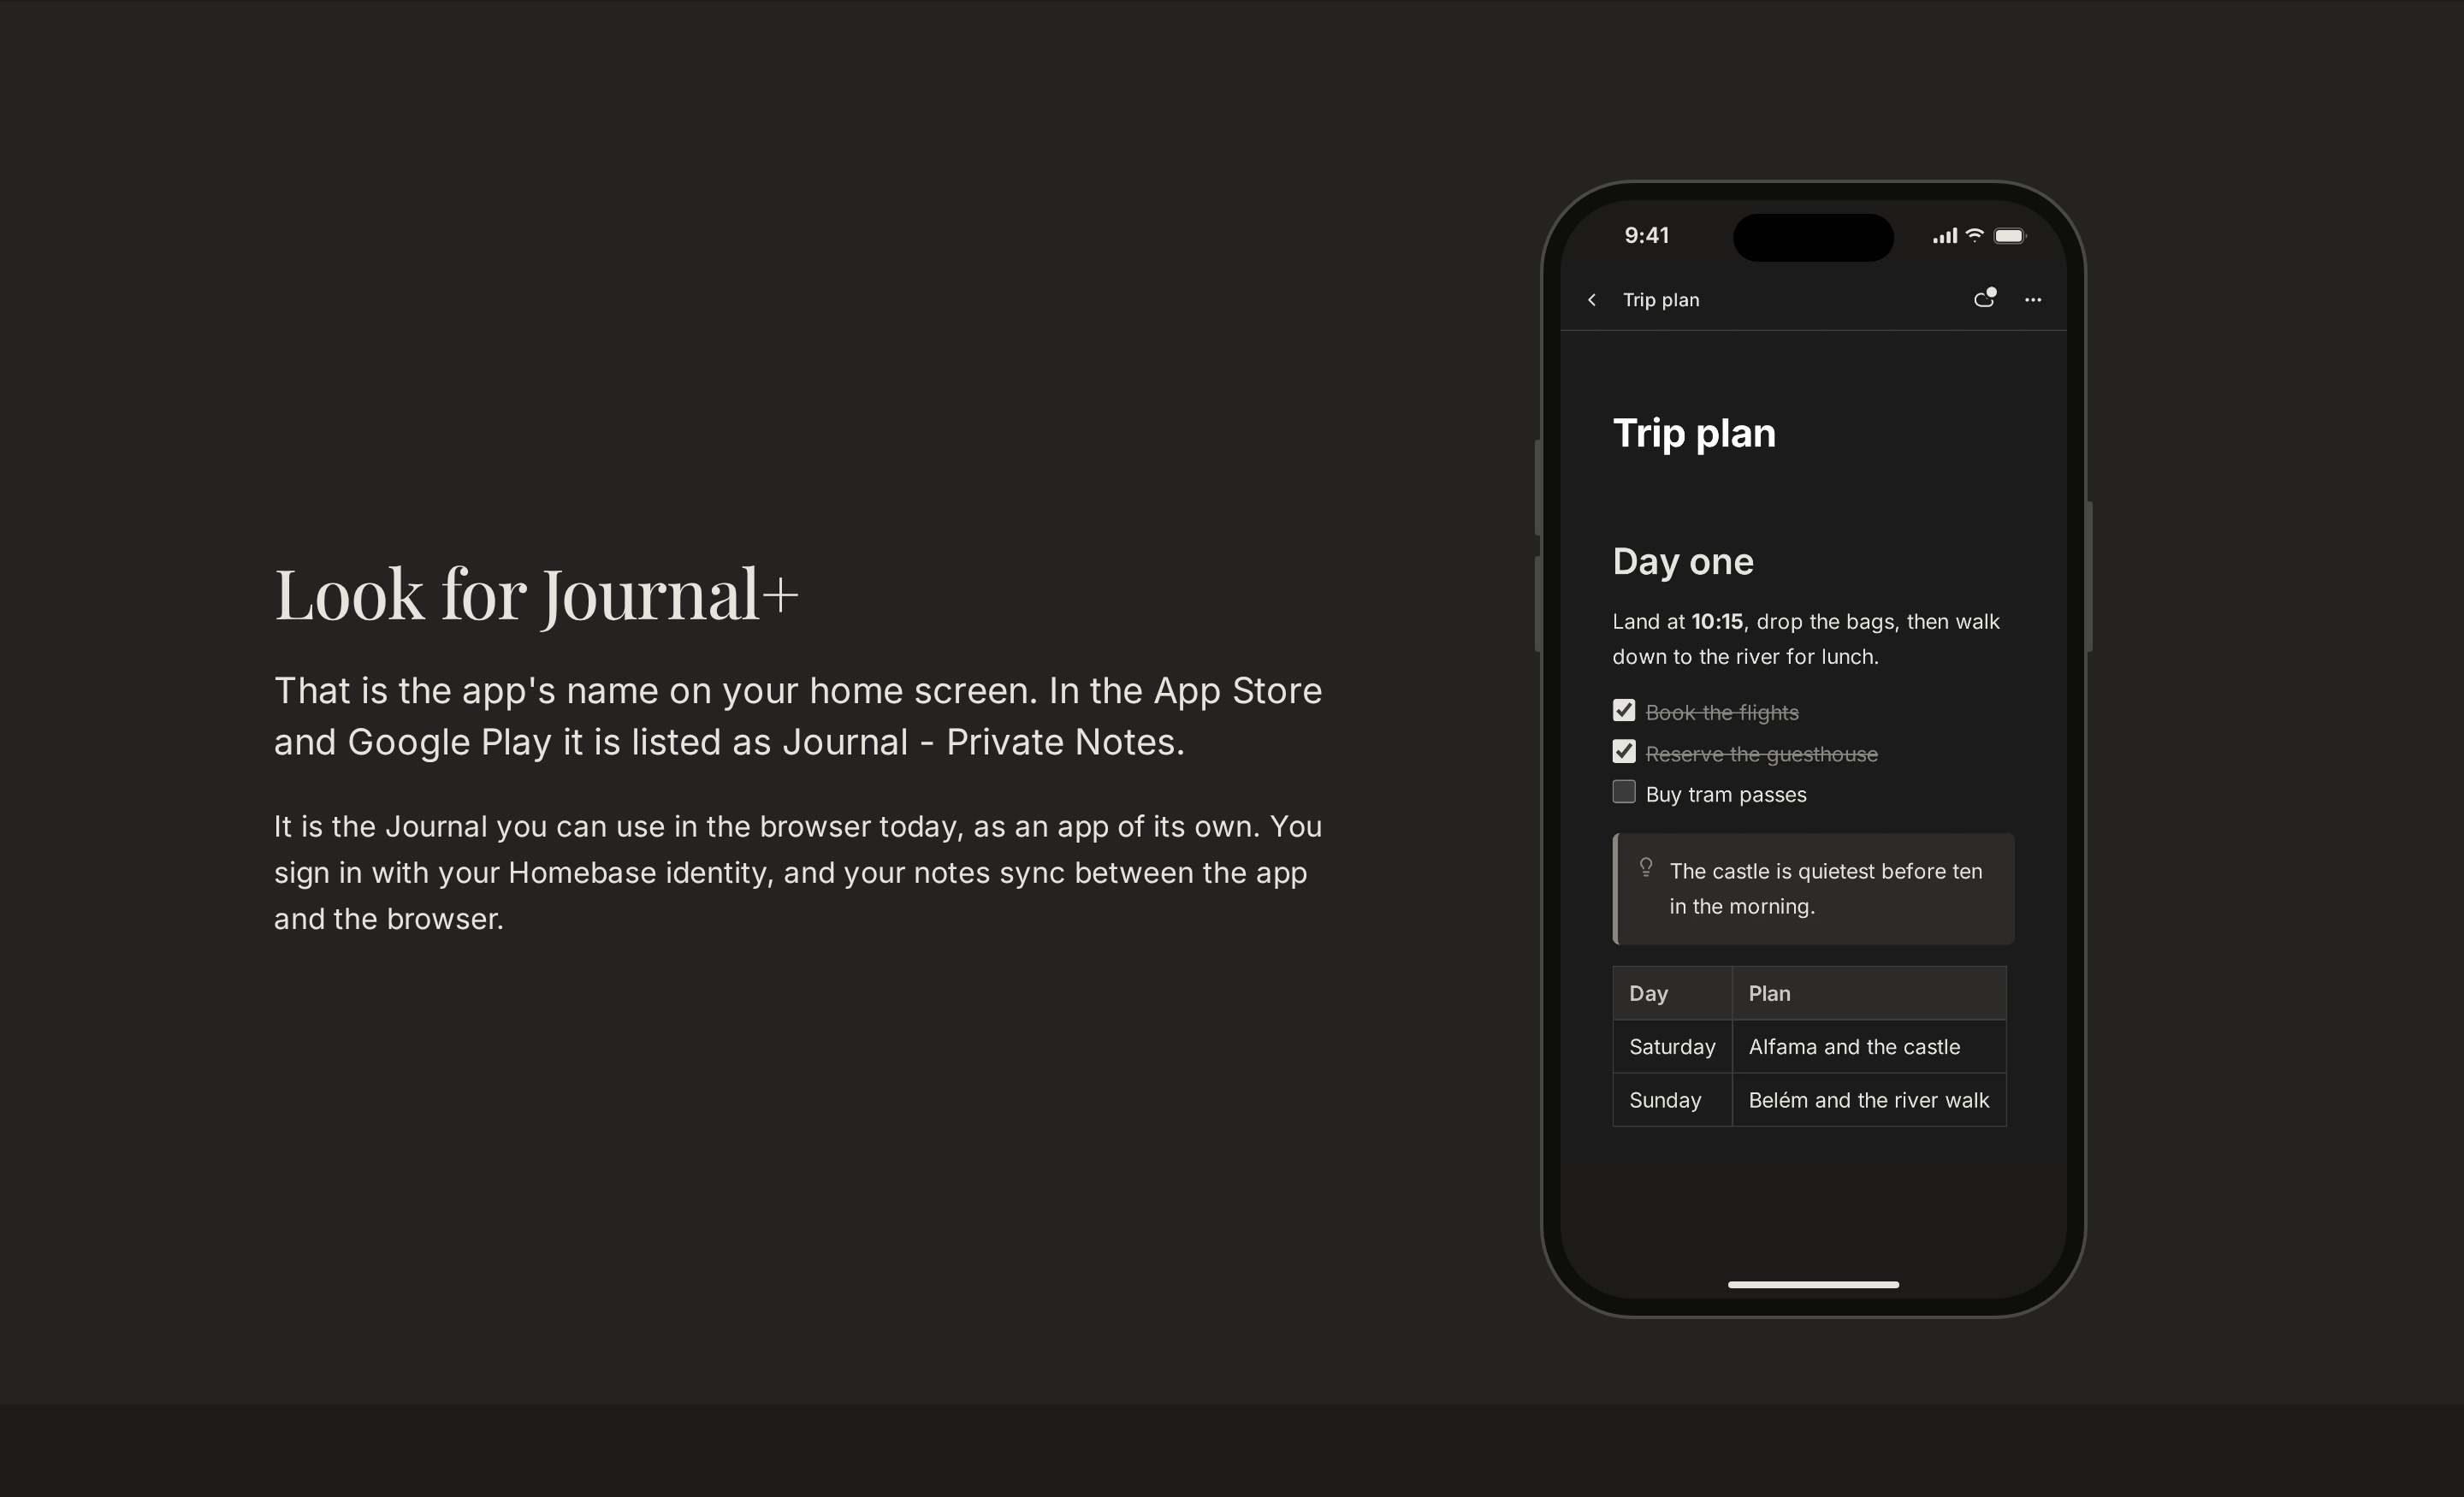 Look for Journal+
That is the app's name on your home screen. In the App Store
and Google Play it is listed as Journal - Private Notes.
It is the Journal you can use in the browser today, as an app of its own. You
sign in with your Homebase identity, and your notes sync between the app
and the browser.
9:41
Trip plan
Trip plan
Day one
Land at 10:15, drop the bags, then walk
down to the river for lunch.
Book the flights
Reserve the guesthouse
Buy tram passes
The castle is quietest before ten
in the morning.
Day Plan
Saturday Alfama and the castle
Sunday Belém and the river walk